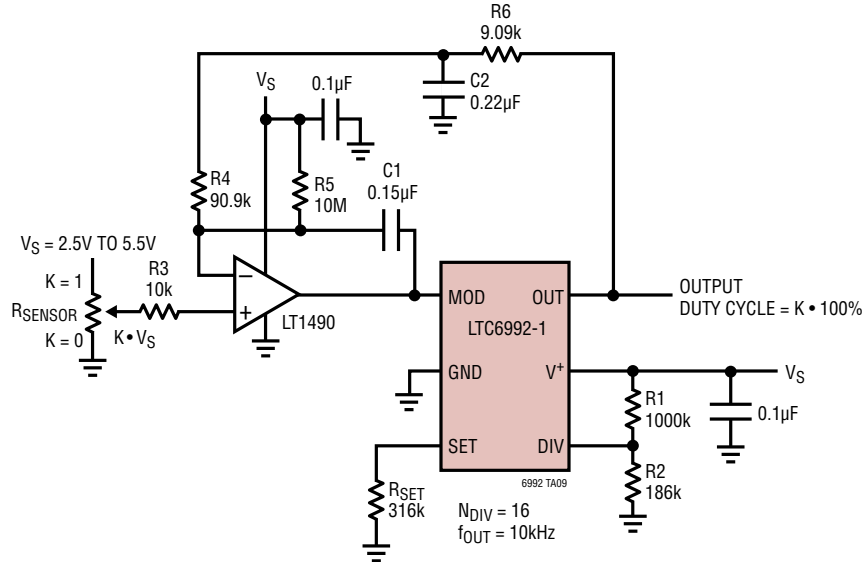 R6
9.09k
C2
0.22µF
VS
0.1µF
R4
90.9k
R5
10M
C1
0.15µF
VS = 2.5V TO 5.5V
K = 1
RSENSOR
K = 0
R3
10k
K • VS
–
+
LT1490
MOD
OUT
LTC6992-1
GND
V+
SET
DIV
OUTPUT
DUTY CYCLE = K • 100%
VS
R1
1000k
0.1µF
R2
186k
6992 TA09
RSET
316k
NDIV = 16
fOUT = 10kHz